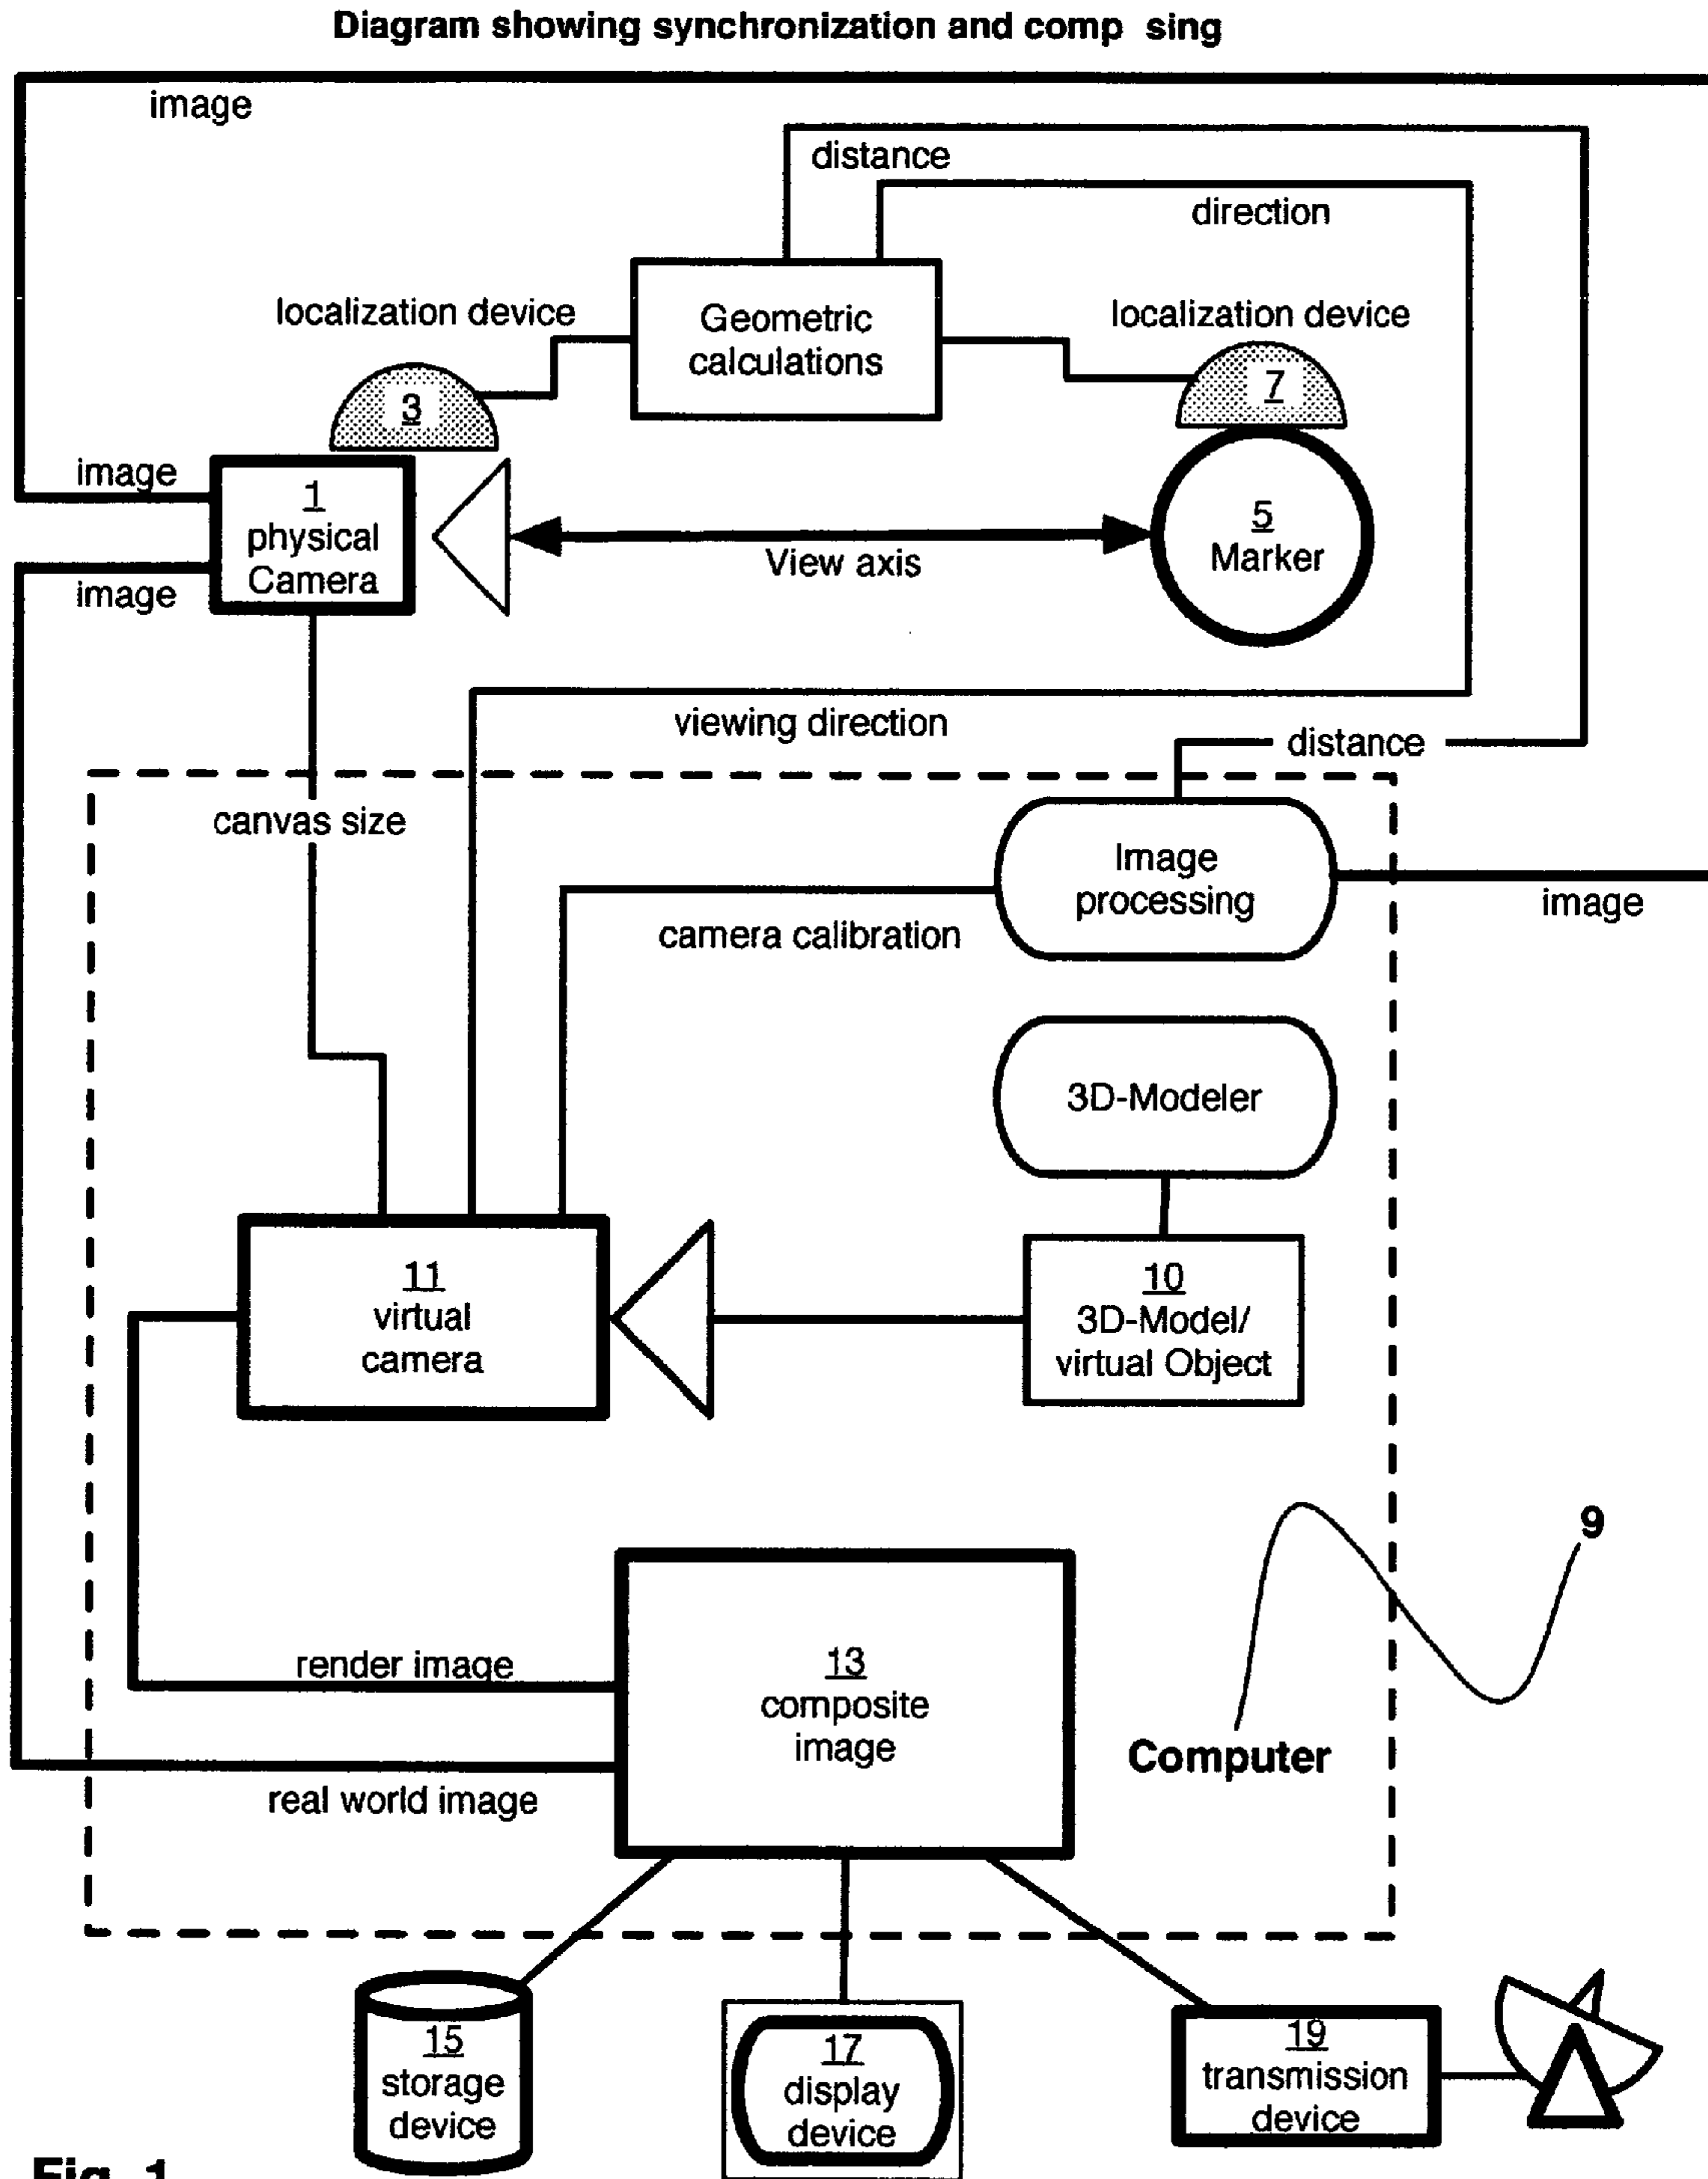 Diagram showing synchronization and comp sing
image
distance
direction
localization device
Geometric
calculations
localization device
3
7
image
1
physical
Camera
image
View axis
5
Marker
viewing direction
distance
canvas size
Image
processing
image
camera calibration
3D-Modeler
11
virtual
camera
10
3D-Model/
virtual Object
9
render image
13
composite
image
Computer
real world image
15
storage
device
17
display
device
19
transmission
device
Fig. 1